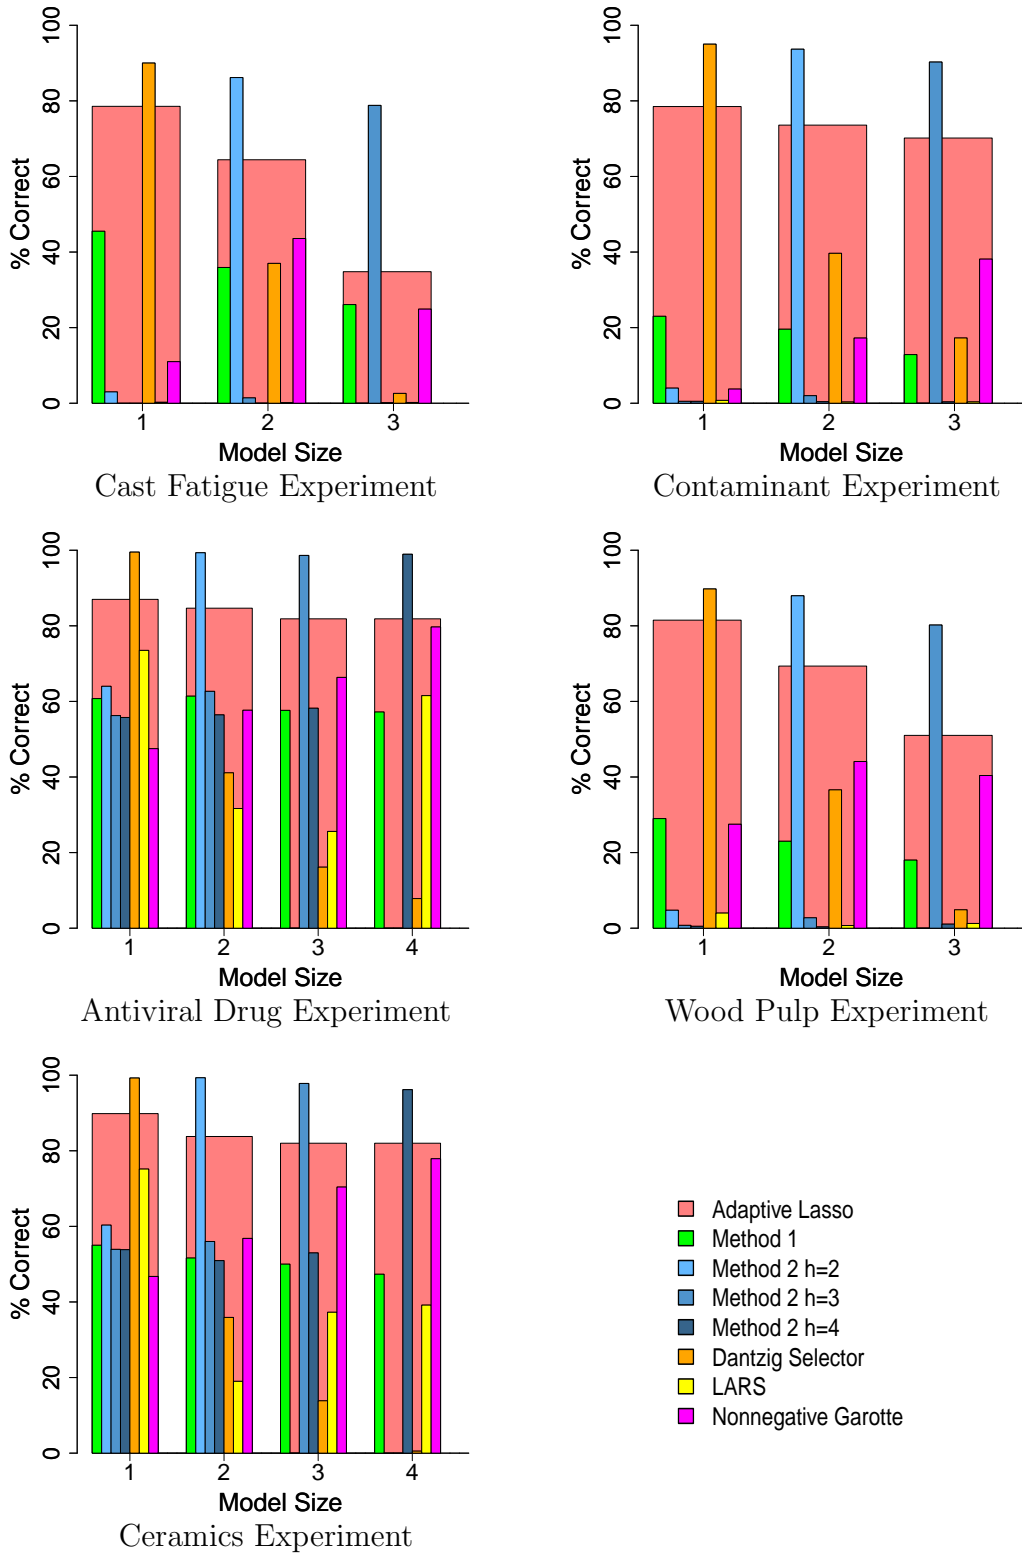 % Correct
0
20
40
60
80
100
1 2 3
Model Size
Cast Fatigue Experiment
% Correct
0
20
40
60
80
100
1 2 3
Model Size
Contaminant Experiment
% Correct
0
20
40
60
80
100
1 2 3 4
Model Size
Antiviral Drug Experiment
% Correct
0
20
40
60
80
100
1 2 3
Model Size
Wood Pulp Experiment
% Correct
0
20
40
60
80
100
1 2 3 4
Model Size
Ceramics Experiment
Adaptive Lasso
Method 1
Method 2 h=2
Method 2 h=3
Method 2 h=4
Dantzig Selector
LARS
Nonnegative Garotte